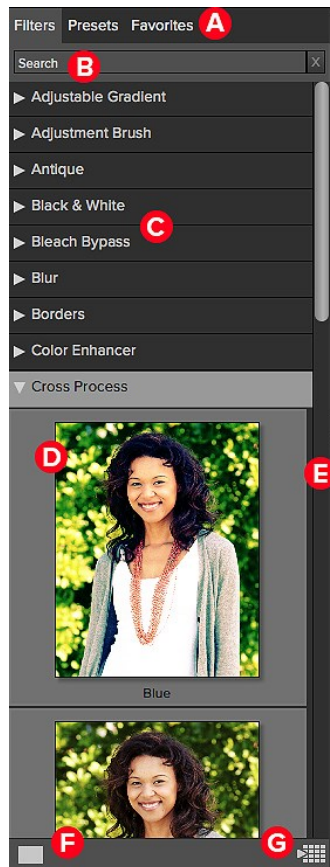 Filters Presets Favorites A
Search B X
Adjustable Gradient
Adjustment Brush
Antique
Black & White
C
Bleach Bypass
Blur
Borders
Color Enhancer
Cross Process
D
E
Blue
F G